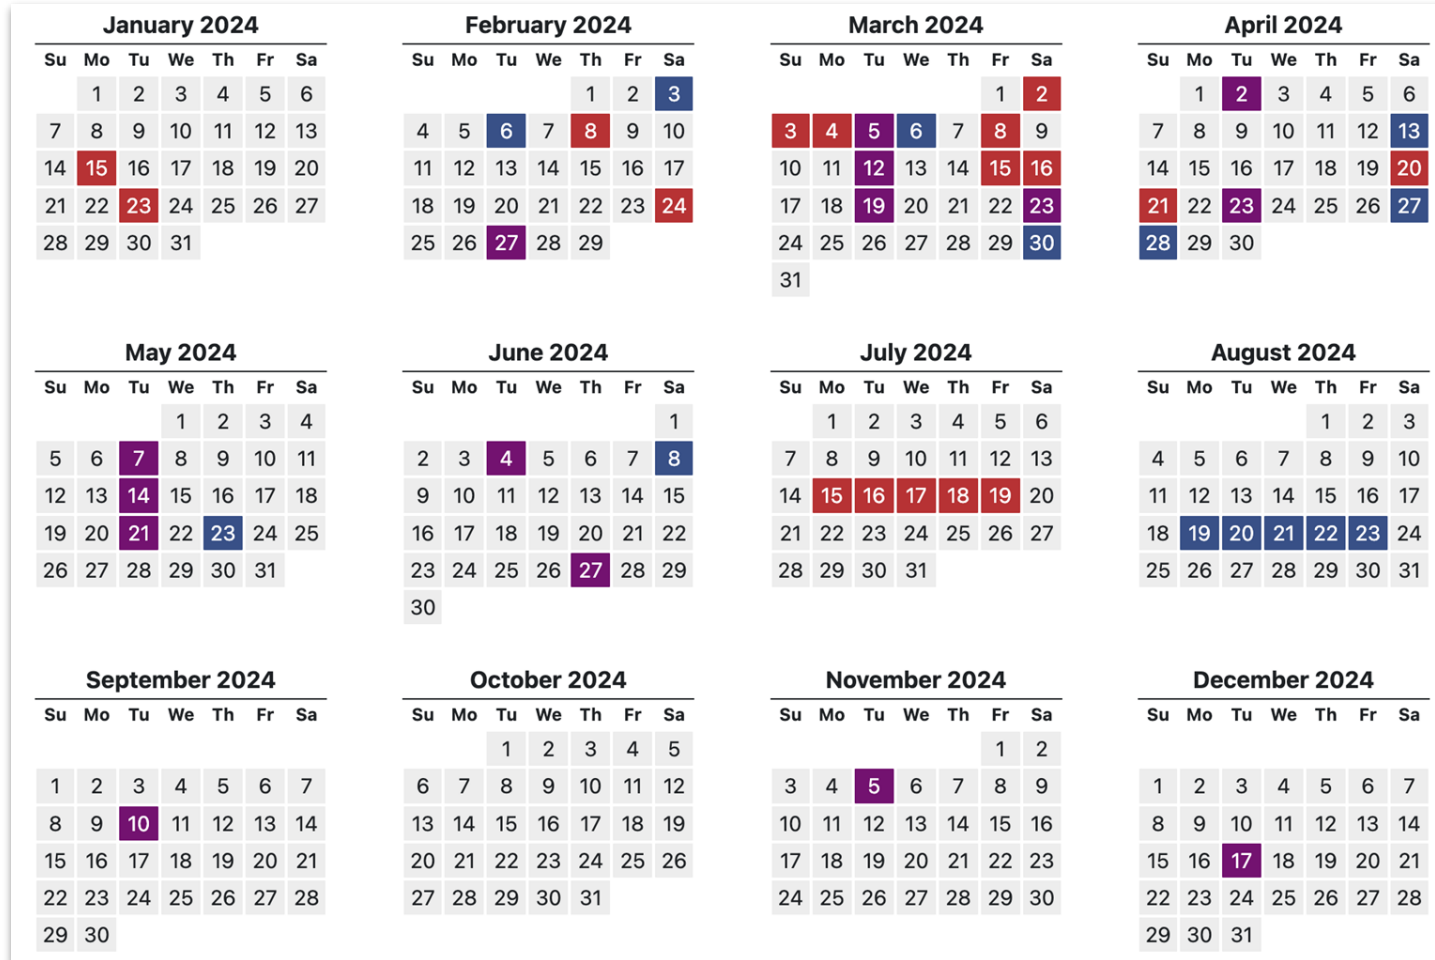 January 2024 February 2024 March 2024 April 2024
Su Mo Tu We Th Fr Sa Su Mo Tu We Th Fr Sa Su Mo Tu We Th Fr Sa Su Mo Tu We Th Fr Sa
1 2 3 4 5 6 1 2 3 1 2 1 2 3 4 5 6
7 8 9 10 11 12 13 4 5 6 7 8 9 10 3 4 5 6 7 8 9 7 8 9 10 11 12 13
14 15 16 17 18 19 20 11 12 13 14 15 16 17 10 11 12 13 14 15 16 14 15 16 17 18 19 20
21 22 23 24 25 26 27 18 19 20 21 22 23 24 17 18 19 20 21 22 23 21 22 23 24 25 26 27
28 29 30 31 25 26 27 28 29 24 25 26 27 28 29 30 28 29 30
31
May 2024 June 2024 July 2024 August 2024
Su Mo Tu We Th Fr Sa Su Mo Tu We Th Fr Sa Su Mo Tu We Th Fr Sa Su Mo Tu We Th Fr Sa
1 2 3 4 1 1 2 3 4 5 6 1 2 3
5 6 7 8 9 10 11 2 3 4 5 6 7 8 7 8 9 10 11 12 13 4 5 6 7 8 9 10
12 13 14 15 16 17 18 9 10 11 12 13 14 15 14 15 16 17 18 19 20 11 12 13 14 15 16 17
19 20 21 22 23 24 25 16 17 18 19 20 21 22 21 22 23 24 25 26 27 18 19 20 21 22 23 24
26 27 28 29 30 31 23 24 25 26 27 28 29 28 29 30 31 25 26 27 28 29 30 31
30
September 2024 October 2024 November 2024 December 2024
Su Mo Tu We Th Fr Sa Su Mo Tu We Th Fr Sa Su Mo Tu We Th Fr Sa Su Mo Tu We Th Fr Sa
1 2 3 4 5 1 2
1 2 3 4 5 6 7 6 7 8 9 10 11 12 3 4 5 6 7 8 9 1 2 3 4 5 6 7
8 9 10 11 12 13 14 13 14 15 16 17 18 19 10 11 12 13 14 15 16 8 9 10 11 12 13 14
15 16 17 18 19 20 21 20 21 22 23 24 25 26 17 18 19 20 21 22 23 15 16 17 18 19 20 21
22 23 24 25 26 27 28 27 28 29 30 31 24 25 26 27 28 29 30 22 23 24 25 26 27 28
29 30 29 30 31